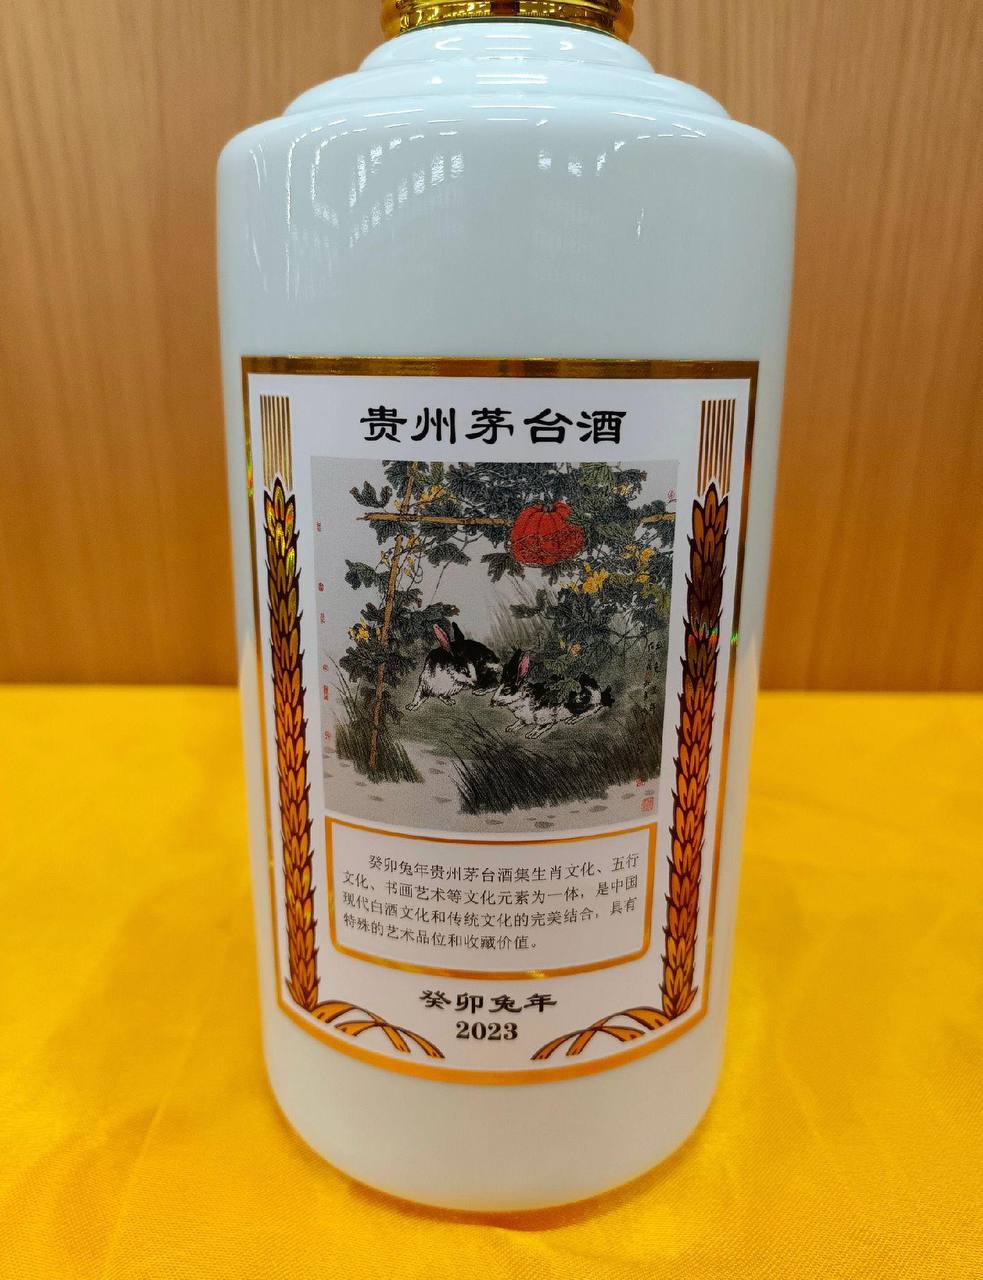 贵州茅台酒
癸卯兔年贵州茅台酒集生肖文化、五行
文化、书画艺术等文化元素为一体，是中国
现代白酒文化和传统文化的完美结合，具有
特殊的艺术品位和收藏价值。
癸卯兔年
2023